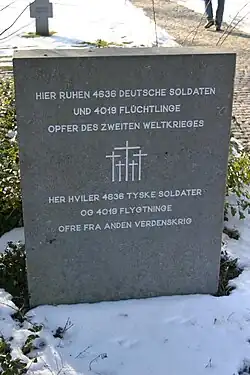 HIER RUHEN 4636 DEUTSCHE SOLDATEN
UND 4019 FLÜCHTLINGE
OPFER DES ZWEITEN WELTKRIEGES
HER HVILER 4636 TYSKE SOLDATER
OG 4019 FLYGTNINGE
OFRE FRA ANDEN VERDENSKRIG